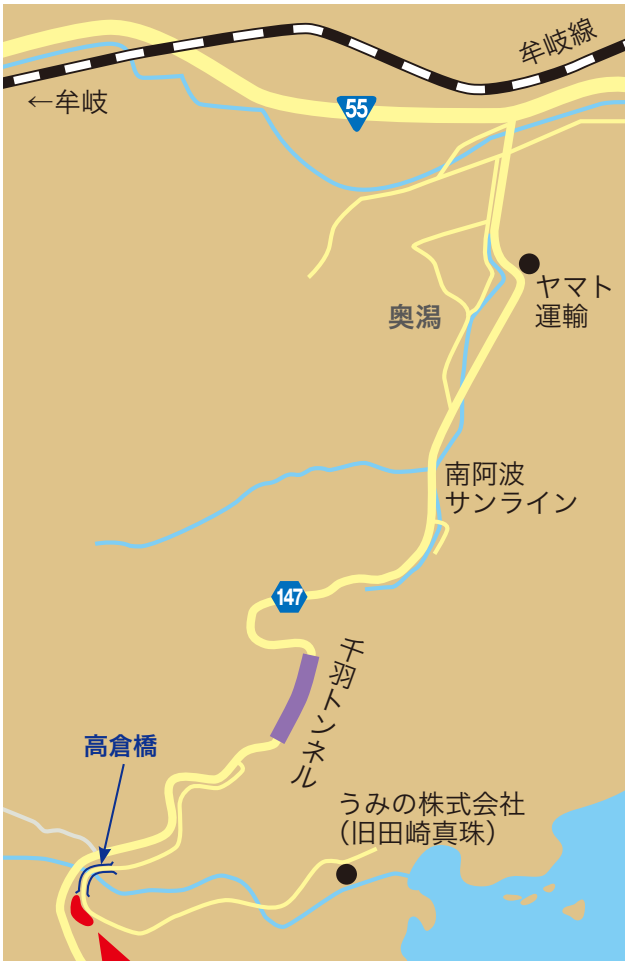 牟岐線
←牟岐
55
ヤマト
運輸
奥潟
南阿波
サンライン
147
千羽トンネル
高倉橋
うみの株式会社
（旧田崎真珠）